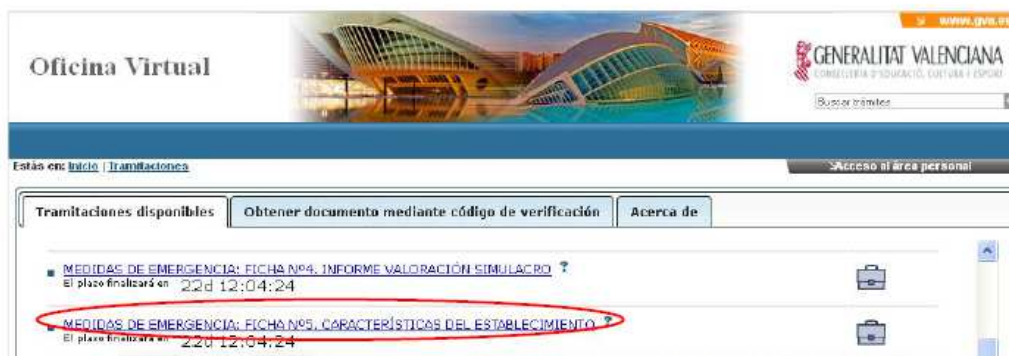 www.gva.es
Oficina Virtual
GENERALITAT VALENCIANA
CONSELLERIA D'EDUCACIÓ, CULTURA I ESPORT
Buscar trámites
Estás en: Inicio | Tramitaciones
Acceso al área personal
Tramitaciones disponibles
Obtener documento mediante código de verificación
Acerca de
MEDIDAS DE EMERGENCIA: FICHA Nº4. INFORME VALORACIÓN SIMULACRO ?
El plazo finalizará en 22d 12:04:24
MEDIDAS DE EMERGENCIA: FICHA Nº5. CARACTERÍSTICAS DEL ESTABLECIMIENTO ?
El plazo finalizará en 22d 12:04:24